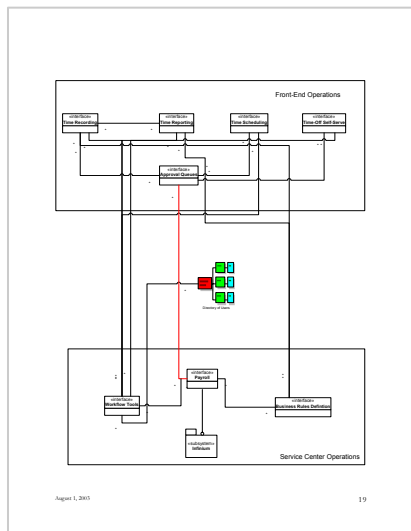 Front-End Operations
«interface»
Time Recording
«interface»
Time Reporting
«interface»
Time Scheduling
«interface»
Time-Off Self-Serve
«interface»
Approval Queues
Directory of users
«interface»
Workflow Tools
«interface»
Payroll
«interface»
Business Rules Definition
«subsystem»
Infinium
Service Center Operations
August 1, 2003
19